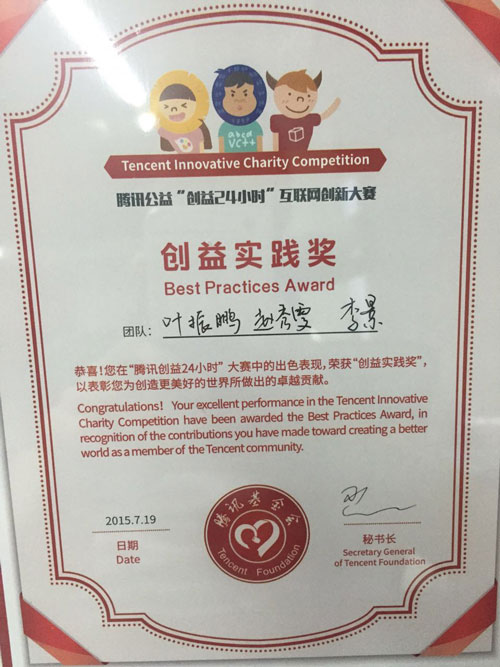 abcd
VC++
Tencent Innovative Charity Competition
腾讯公益“创益24小时”互联网创新大赛
创益实践奖
Best Practices Award
团队: 叶振鹏 赵秀雯 李景
恭喜!您在“腾讯创益24小时”大赛中的出色表现,荣获“创益实践奖”,
以表彰您为创造更美好的世界所做出的卓越贡献。
Congratulations! Your excellent performance in the Tencent Innovative
Charity Competition have been awarded the Best Practices Award, in
recognition of the contributions you have made toward creating a better
world as a member of the Tencent community.
2015.7.19
日期
Date
腾讯基金会
Tencent Foundation
秘书长
Secretary General
of Tencent Foundation